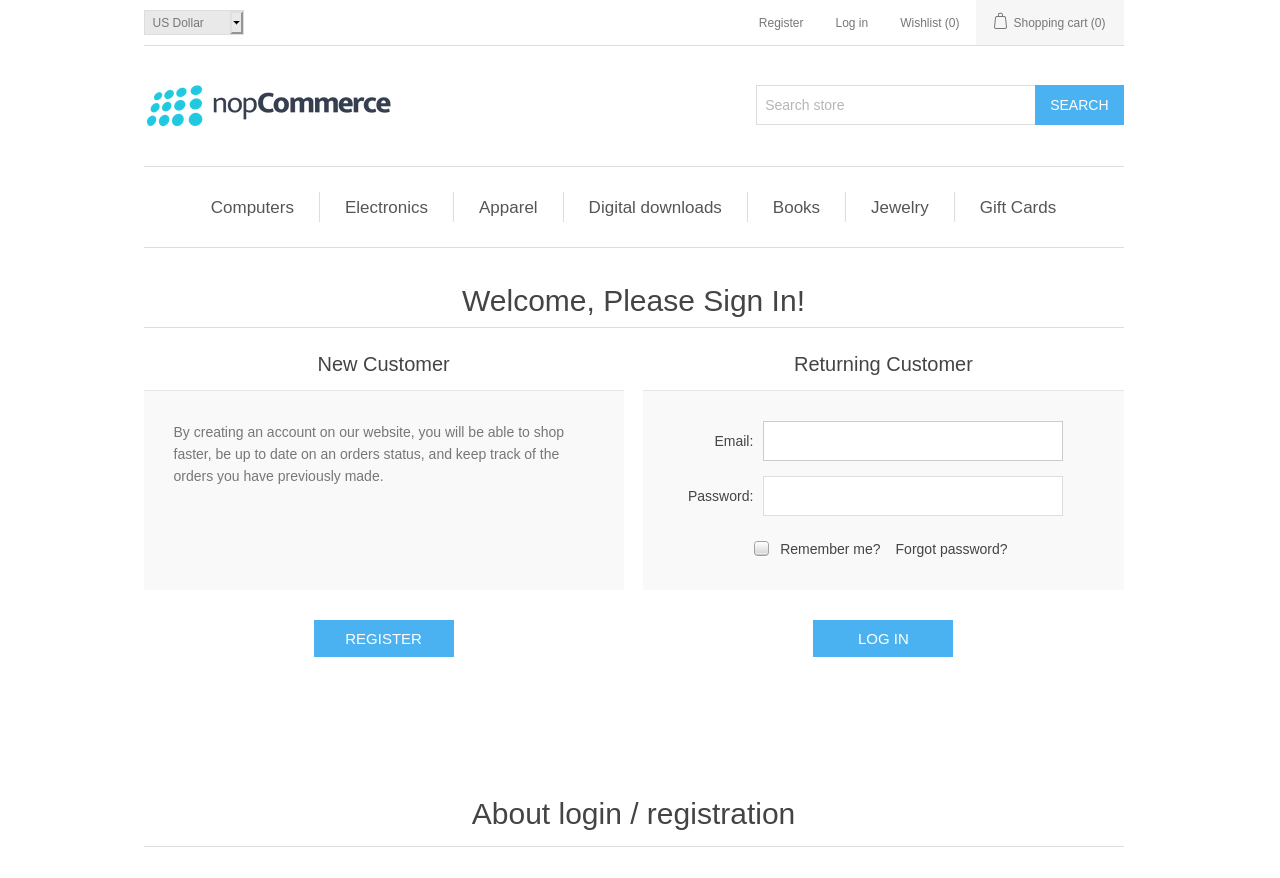 US Dollar
Register Log in Wishlist (0) Shopping cart (0)
nopCommerce
Search store
SEARCH
Computers Electronics Apparel Digital downloads Books Jewelry Gift Cards
Welcome, Please Sign In!
New Customer
By creating an account on our website, you will be able to shop
faster, be up to date on an orders status, and keep track of the
orders you have previously made.
REGISTER
Returning Customer
Email:
Password:
Remember me? Forgot password?
LOG IN
About login / registration